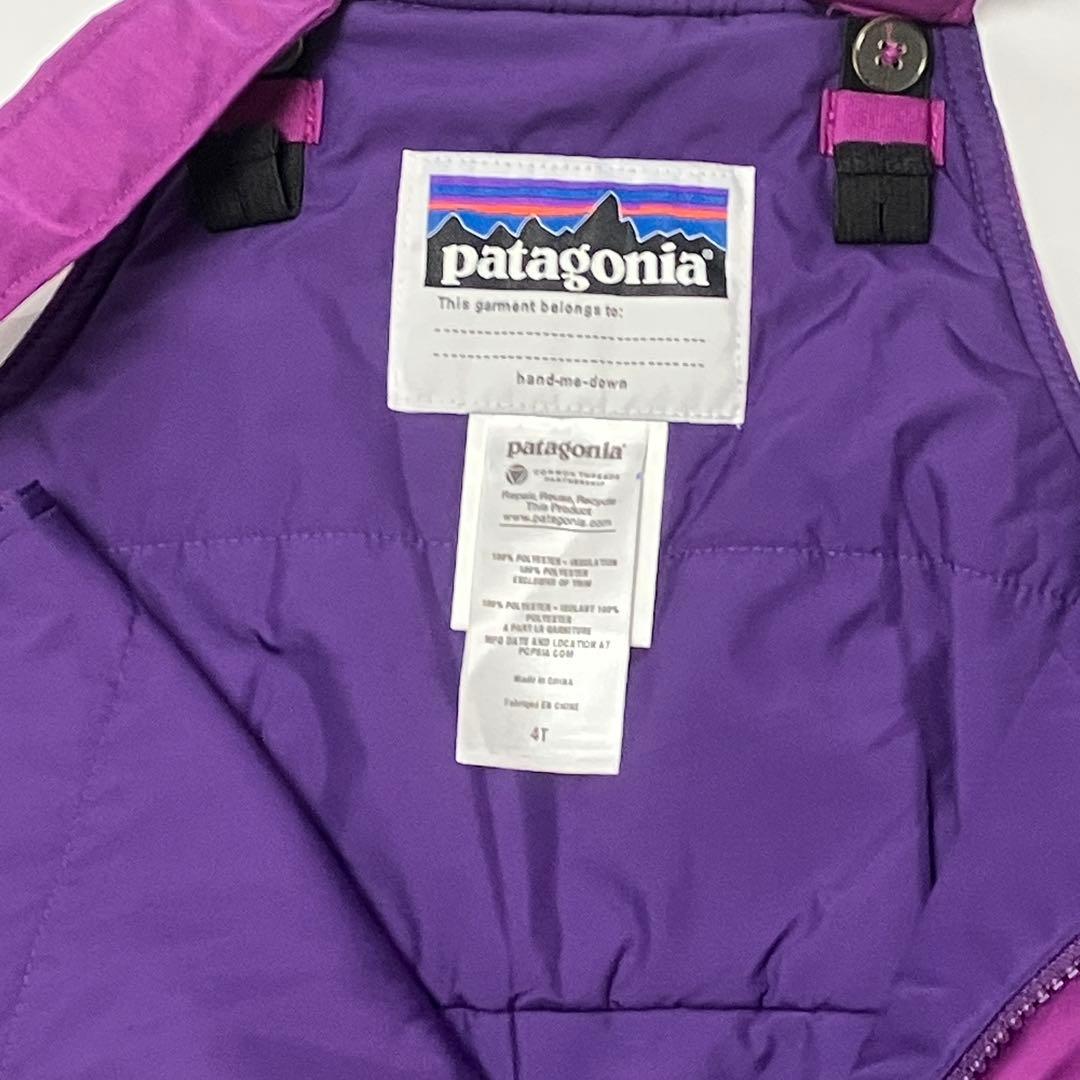 patagonia®
This garment belongs to:
hand-me-down
patagonia®
COMMON THREADS
PARTNERSHIP
Repair, Reuse, Recycle
This Product
www.patagonia.com
100% POLYESTER - INSULATION
100% POLYESTER
EXCLUSIVE OF TRIM
100% POLYESTER - ISOLANT 100%
POLYESTER
A PART LA GARNITURE
MFG DATE AND LOCATION AT
PCPSIA.COM
Made in CHINA
Fabriqué EN CHINE
4T